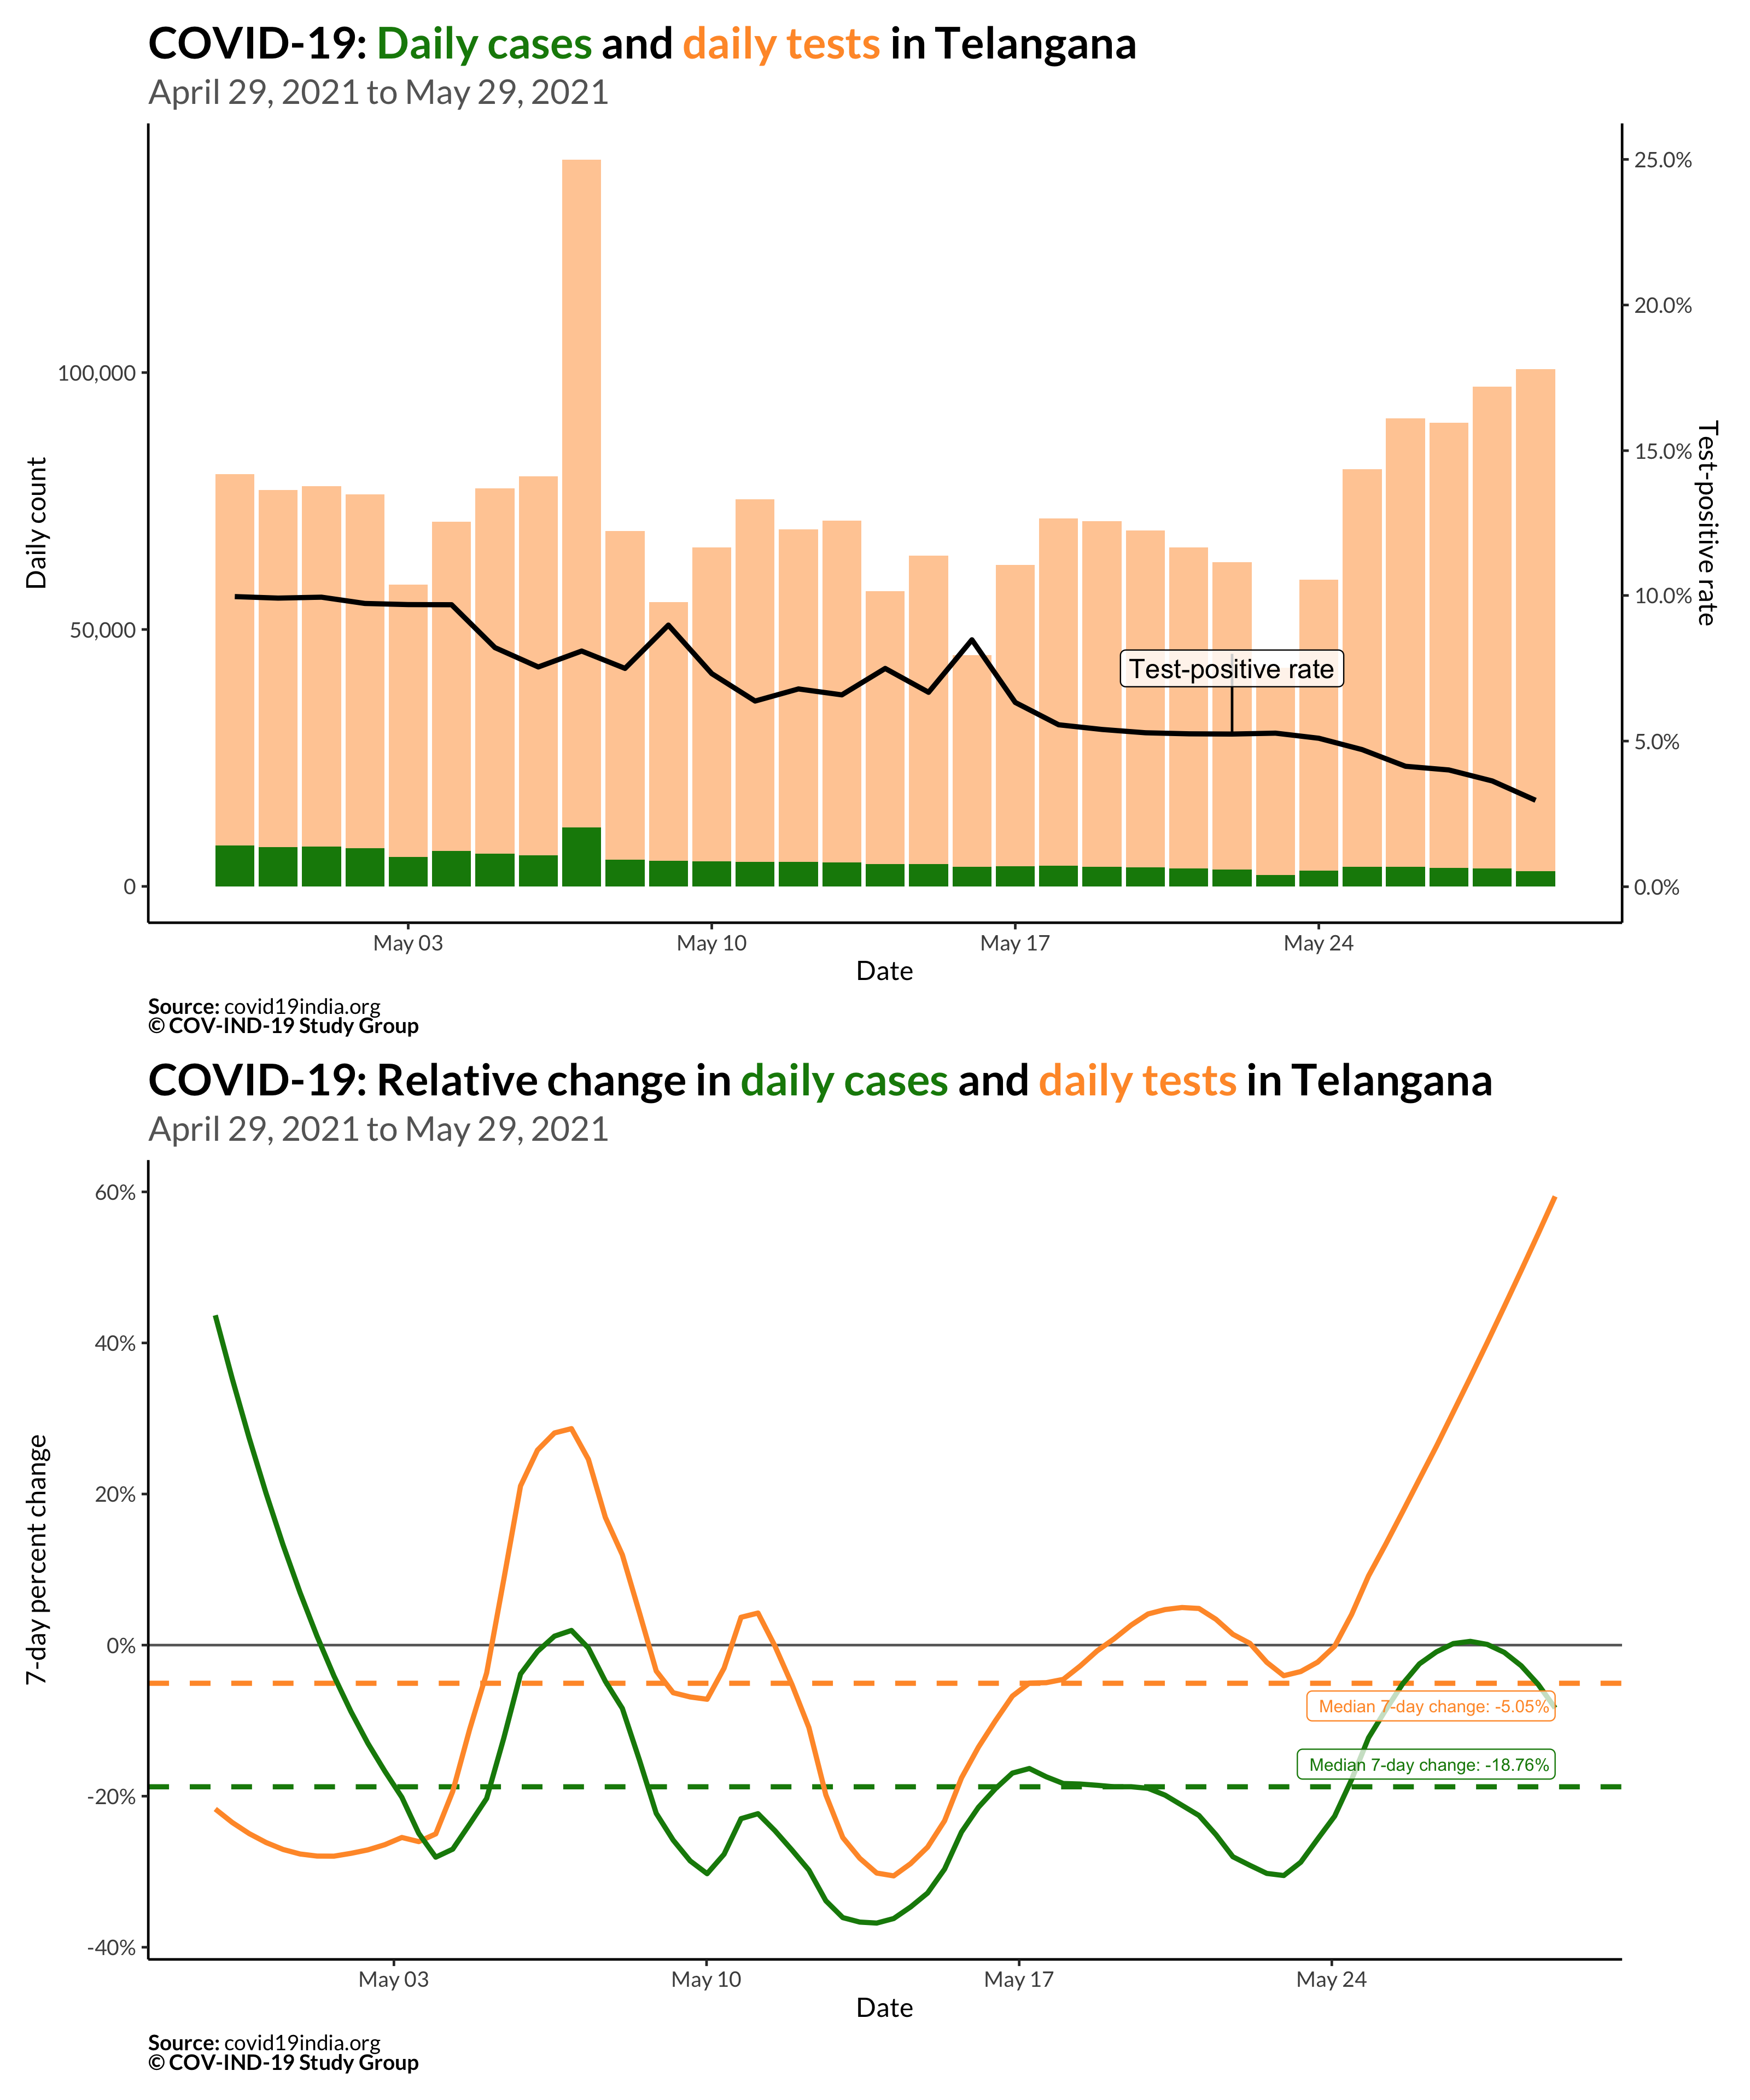 COVID-19: Daily cases and daily tests in Telangana
April 29, 2021 to May 29, 2021
Daily count
100,000
50,000
0
25.0%
20.0%
15.0%
10.0%
5.0%
0.0%
Test-positive rate
Test-positive rate
May 03
May 10
May 17
May 24
Date
Source: covid19india.org
© COV-IND-19 Study Group
COVID-19: Relative change in daily cases and daily tests in Telangana
April 29, 2021 to May 29, 2021
7-day percent change
60%
40%
20%
0%
-20%
-40%
Median 7-day change: -5.05%
Median 7-day change: -18.76%
May 03
May 10
May 17
May 24
Date
Source: covid19india.org
© COV-IND-19 Study Group